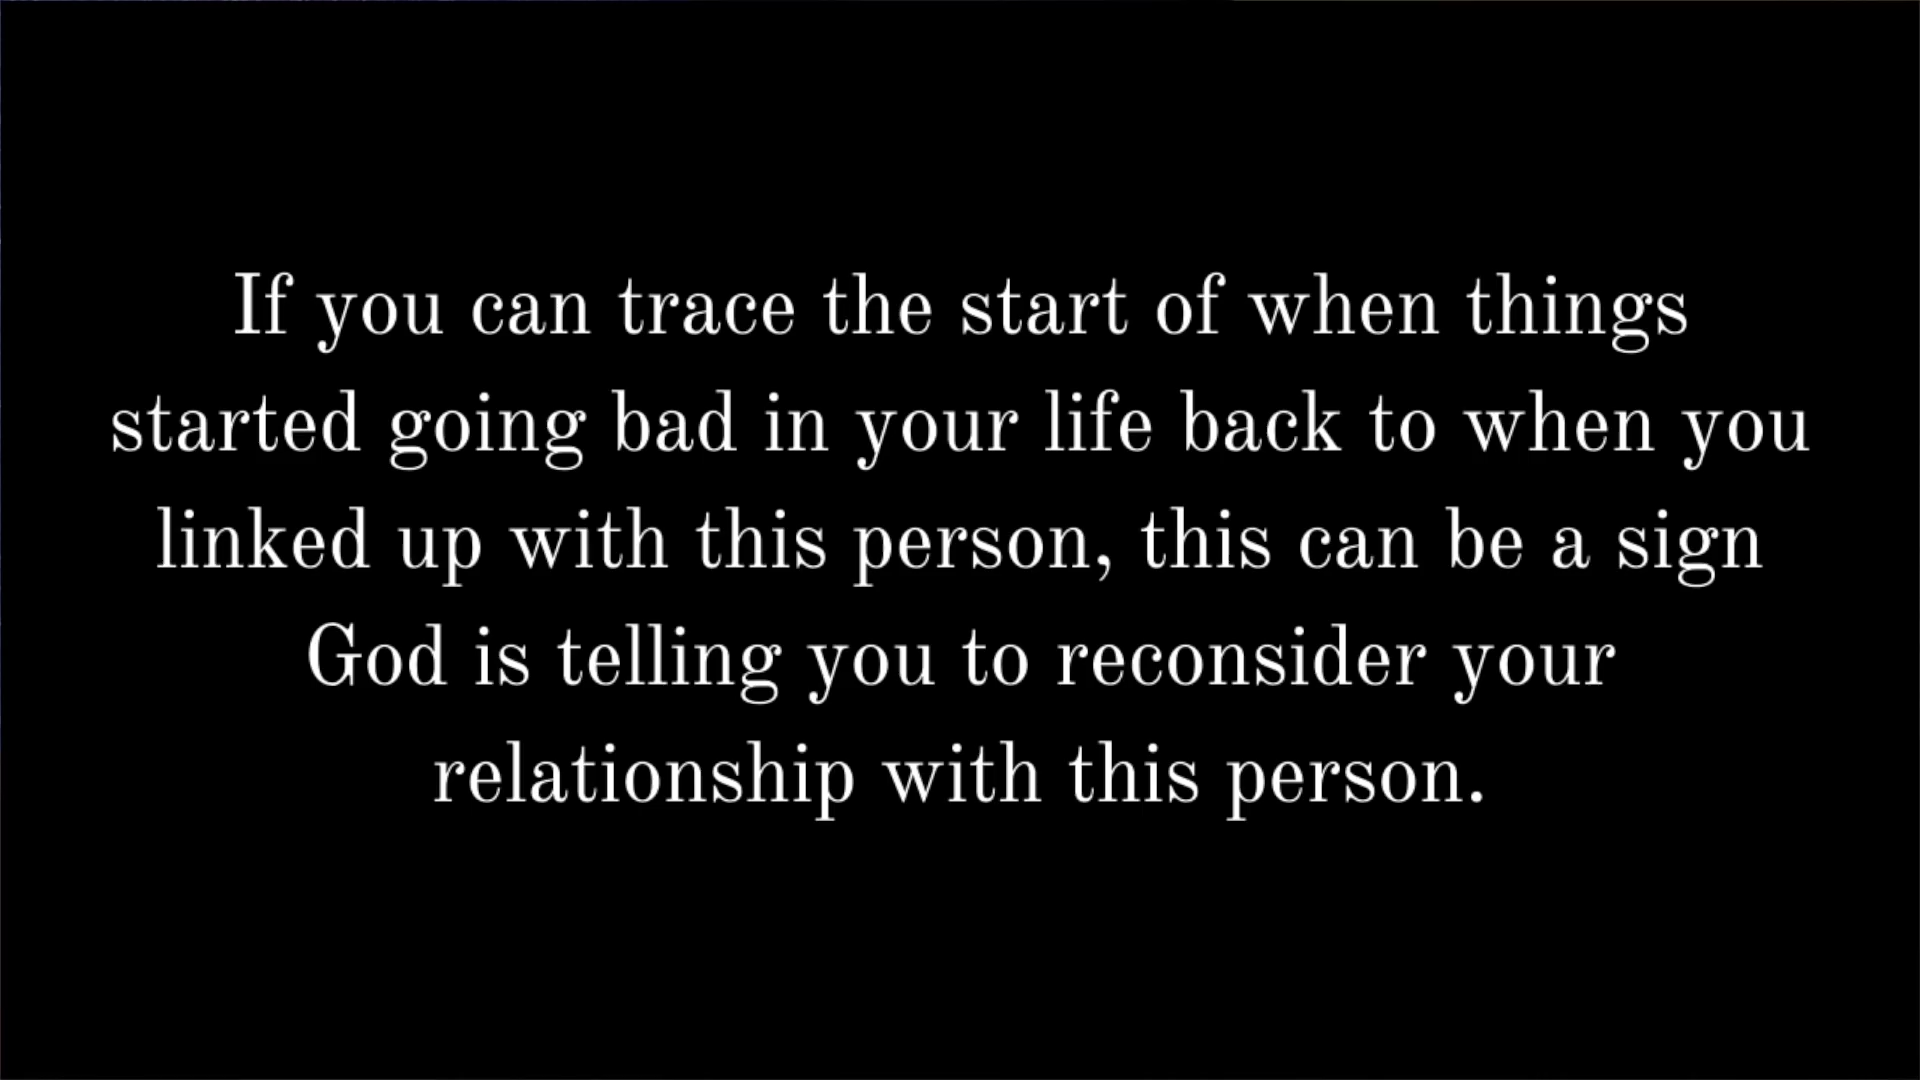 If you can trace the start of when things
started going bad in your life back to when you
linked up with this person, this can be a sign
God is telling you to reconsider your
relationship with this person.